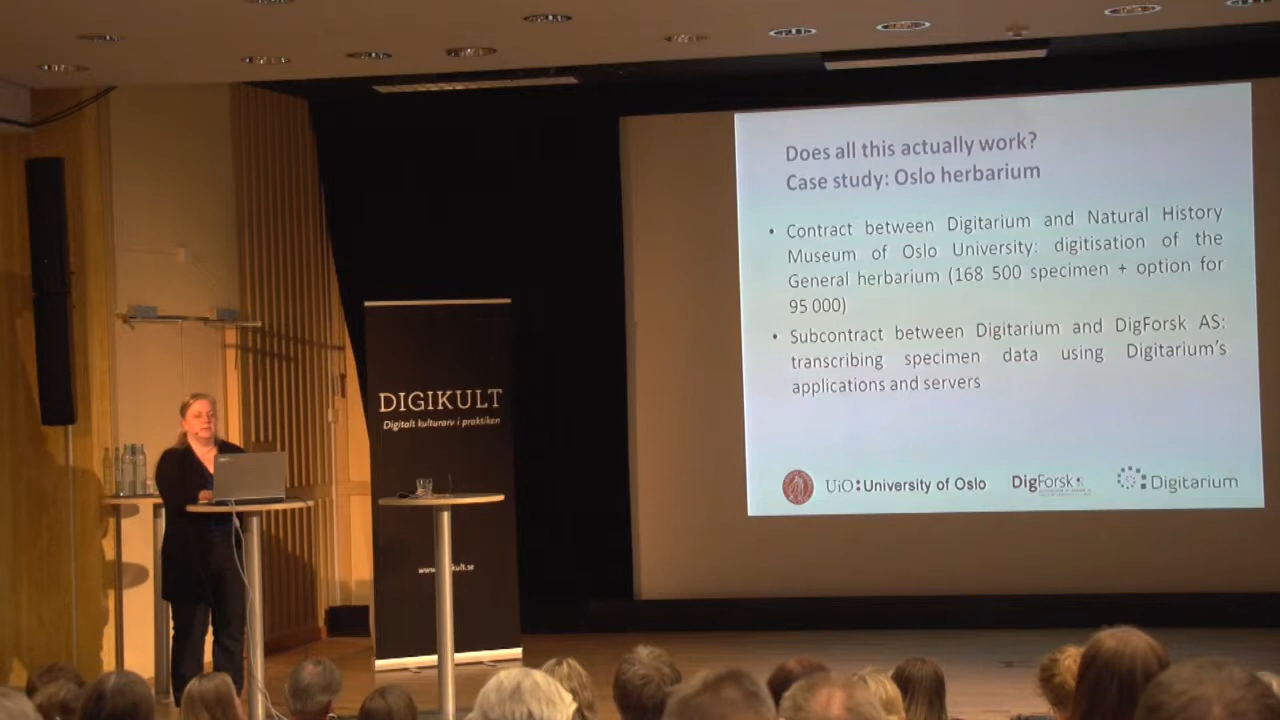 Does all this actually work?
Case study: Oslo herbarium
• Contract between Digitarium and Natural History
Museum of Oslo University: digitisation of the
General herbarium (168 500 specimen + option for
95 000)
• Subcontract between Digitarium and DigForsk AS:
transcribing specimen data using Digitarium's
applications and servers
UiO: University of Oslo
DigForsk
Digitarium
DIGIKULT
Digitalt kulturarv i praktiken